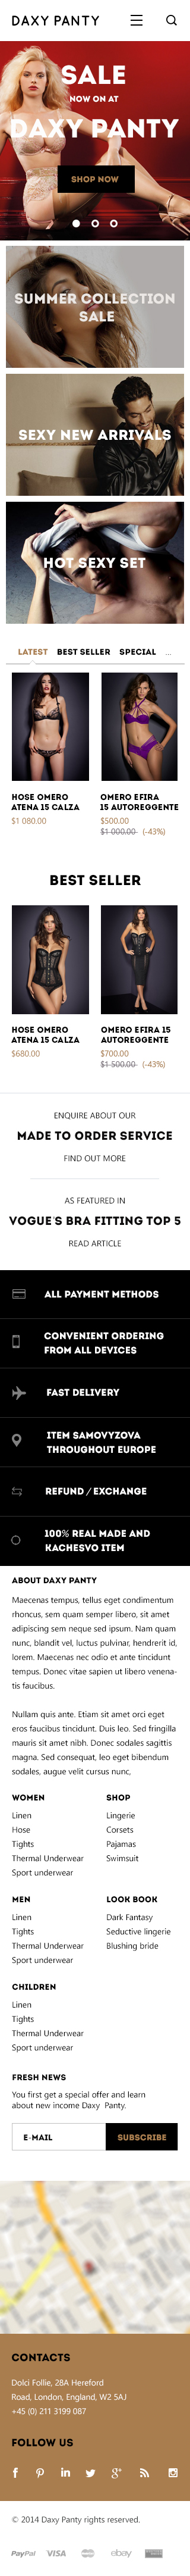 DAXY PANTY
SALE
NOW ON AT
DAXY PANTY
SHOP NOW
SUMMER COLLECTION
SALE
SEXY NEW ARRIVALS
HOT SEXY SET
LATEST BEST SELLER SPECIAL ...
HOSE OMERO
ATENA 15 CALZA
$1 080.00
OMERO EFIRA
15 AUTOREGGENTE
$500.00
$1 000.00 (-43%)
BEST SELLER
HOSE OMERO
ATENA 15 CALZA
$680.00
OMERO EFIRA 15
AUTOREGGENTE
$700.00
$1 500.00 (-43%)
ENQUIRE ABOUT OUR
MADE TO ORDER SERVICE
FIND OUT MORE
AS FEATURED IN
VOGUE'S BRA FITTING TOP 5
READ ARTICLE
ALL PAYMENT METHODS
CONVENIENT ORDERING
FROM ALL DEVICES
FAST DELIVERY
ITEM SAMOVYZOVA
THROUGHOUT EUROPE
REFUND / EXCHANGE
100% REAL MADE AND
KACHESVO ITEM
ABOUT DAXY PANTY
Maecenas tempus, tellus eget condimentum
rhoncus, sem quam semper libero, sit amet
adipiscing sem neque sed ipsum. Nam quam
nunc, blandit vel, luctus pulvinar, hendrerit id,
lorem. Maecenas nec odio et ante tincidunt
tempus. Donec vitae sapien ut libero venena-
tis faucibus.
Nullam quis ante. Etiam sit amet orci eget
eros faucibus tincidunt. Duis leo. Sed fringilla
mauris sit amet nibh. Donec sodales sagittis
magna. Sed consequat, leo eget bibendum
sodales, augue velit cursus nunc,
WOMEN
Linen
Hose
Tights
Thermal Underwear
Sport underwear
SHOP
Lingerie
Corsets
Pajamas
Swimsuit
MEN
Linen
Tights
Thermal Underwear
Sport underwear
LOOK BOOK
Dark Fantasy
Seductive lingerie
Blushing bride
CHILDREN
Linen
Tights
Thermal Underwear
Sport underwear
FRESH NEWS
You first get a special offer and learn
about new income Daxy Panty.
E-MAIL
SUBSCRIBE
CONTACTS
Dolci Follie, 28A Hereford
Road, London, England, W2 5AJ
+45 (0) 211 3199 087
FOLLOW US
© 2014 Daxy Panty rights reserved.
PayPal VISA ebay